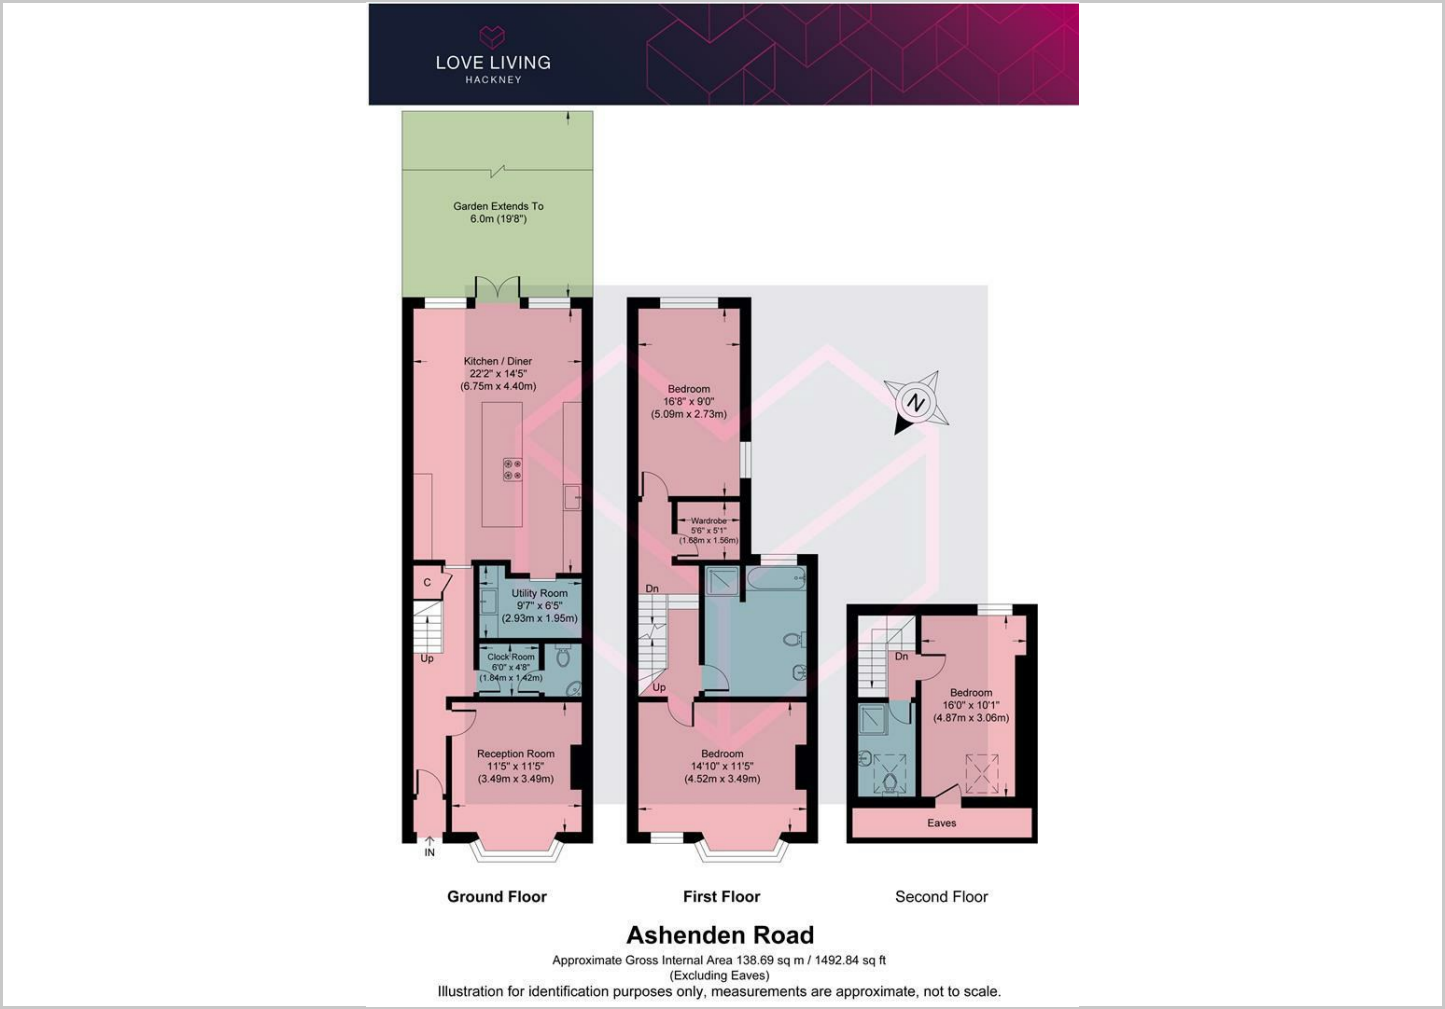 LOVE LIVING
HACKNEY
Garden Extends To
6.0m (19'8")
Kitchen / Diner
22'2" x 14'5"
(6.75m x 4.40m)
C
Up
Utility Room
9'7" x 6'5"
(2.93m x 1.95m)
Clock Room
6'0" x 4'8"
(1.84m x 1.42m)
Reception Room
11'5" x 11'5"
(3.49m x 3.49m)
IN
Bedroom
16'8" x 9'0"
(5.09m x 2.73m)
Wardrobe
5'6" x 5'1"
(1.68m x 1.56m)
Dn
Up
Bedroom
14'10" x 11'5"
(4.52m x 3.49m)
N
Dn
Bedroom
16'0" x 10'1"
(4.87m x 3.06m)
Eaves
Ground Floor
First Floor
Second Floor
Ashenden Road
Approximate Gross Internal Area 138.69 sq m / 1492.84 sq ft
(Excluding Eaves)
Illustration for identification purposes only, measurements are approximate, not to scale.